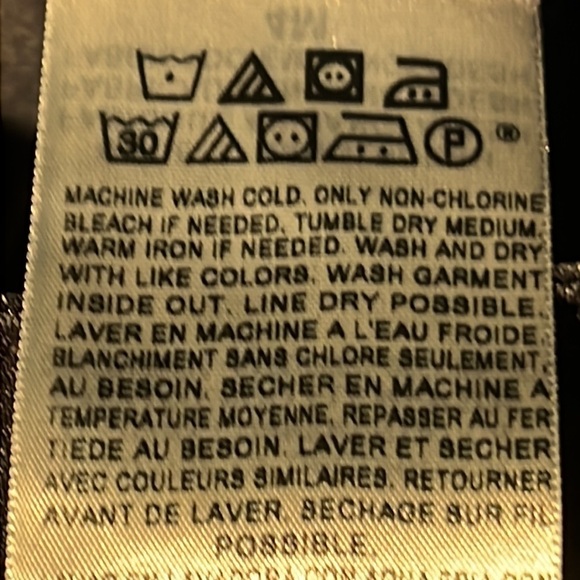 30
P
®
MACHINE WASH COLD. ONLY NON-CHLORINE
BLEACH IF NEEDED. TUMBLE DRY MEDIUM.
WARM IRON IF NEEDED. WASH AND DRY
WITH LIKE COLORS. WASH GARMENT
INSIDE OUT. LINE DRY POSSIBLE.
LAVER EN MACHINE A L'EAU FROIDE.
BLANCHIMENT SANS CHLORE SEULEMENT,
AU BESOIN. SECHER EN MACHINE A
TEMPERATURE MOYENNE. REPASSER AU FER
TIEDE AU BESOIN. LAVER ET SECHER
AVEC COULEURS SIMILAIRES. RETOURNER
AVANT DE LAVER. SECHAGE SUR FIL
POSSIBLE.